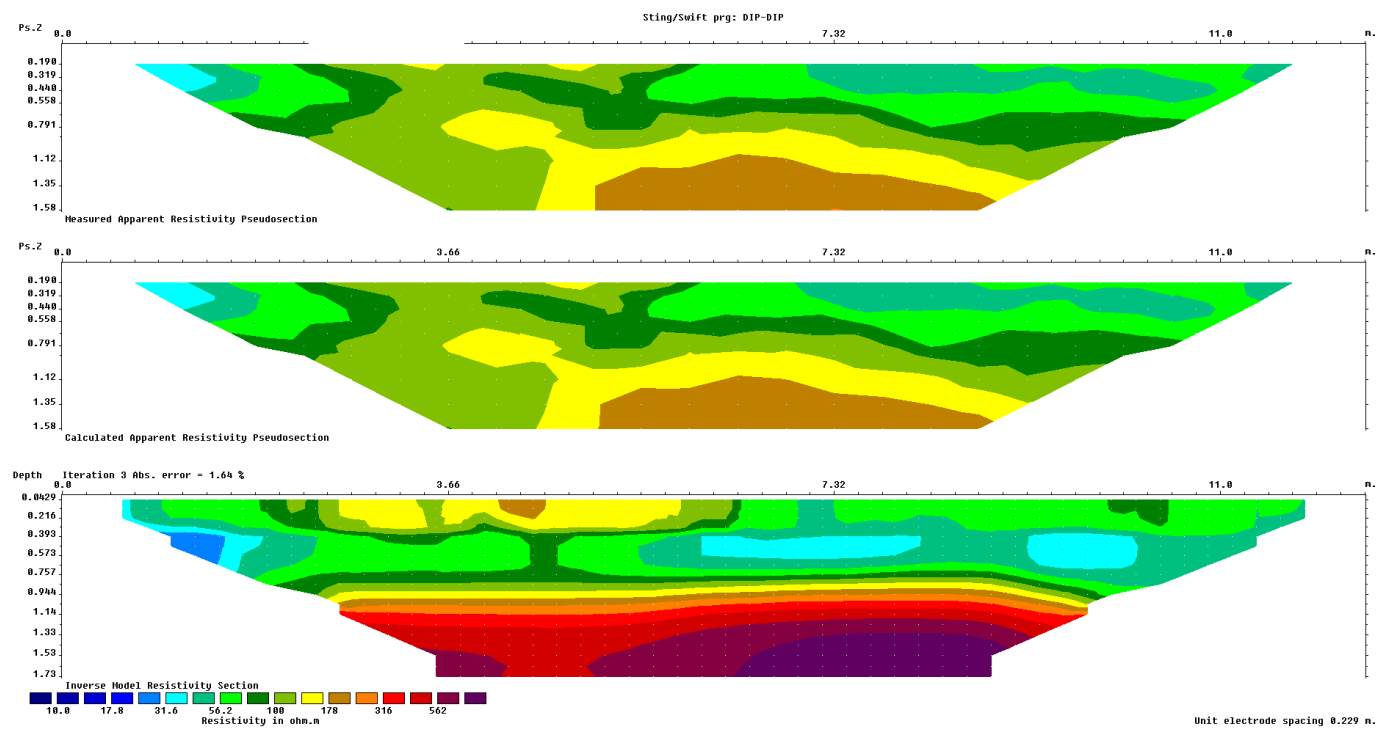 Sting/Swift prg: DIP-DIP
Ps.Z 0.0 7.32 11.0 m.
0.190
0.319
0.440
0.558
0.791
1.12
1.35
1.58
Measured Apparent Resistivity Pseudosection
Ps.Z 0.0 3.66 7.32 11.0 m.
0.190
0.319
0.440
0.558
0.791
1.12
1.35
1.58
Calculated Apparent Resistivity Pseudosection
Depth Iteration 3 Abs. error = 1.64 %
0.0 3.66 7.32 11.0 m.
0.0429
0.216
0.393
0.573
0.757
0.944
1.14
1.33
1.53
1.73
Inverse Model Resistivity Section
10.0 17.8 31.6 56.2 100 178 316 562
Resistivity in ohm.m
Unit electrode spacing 0.229 m.